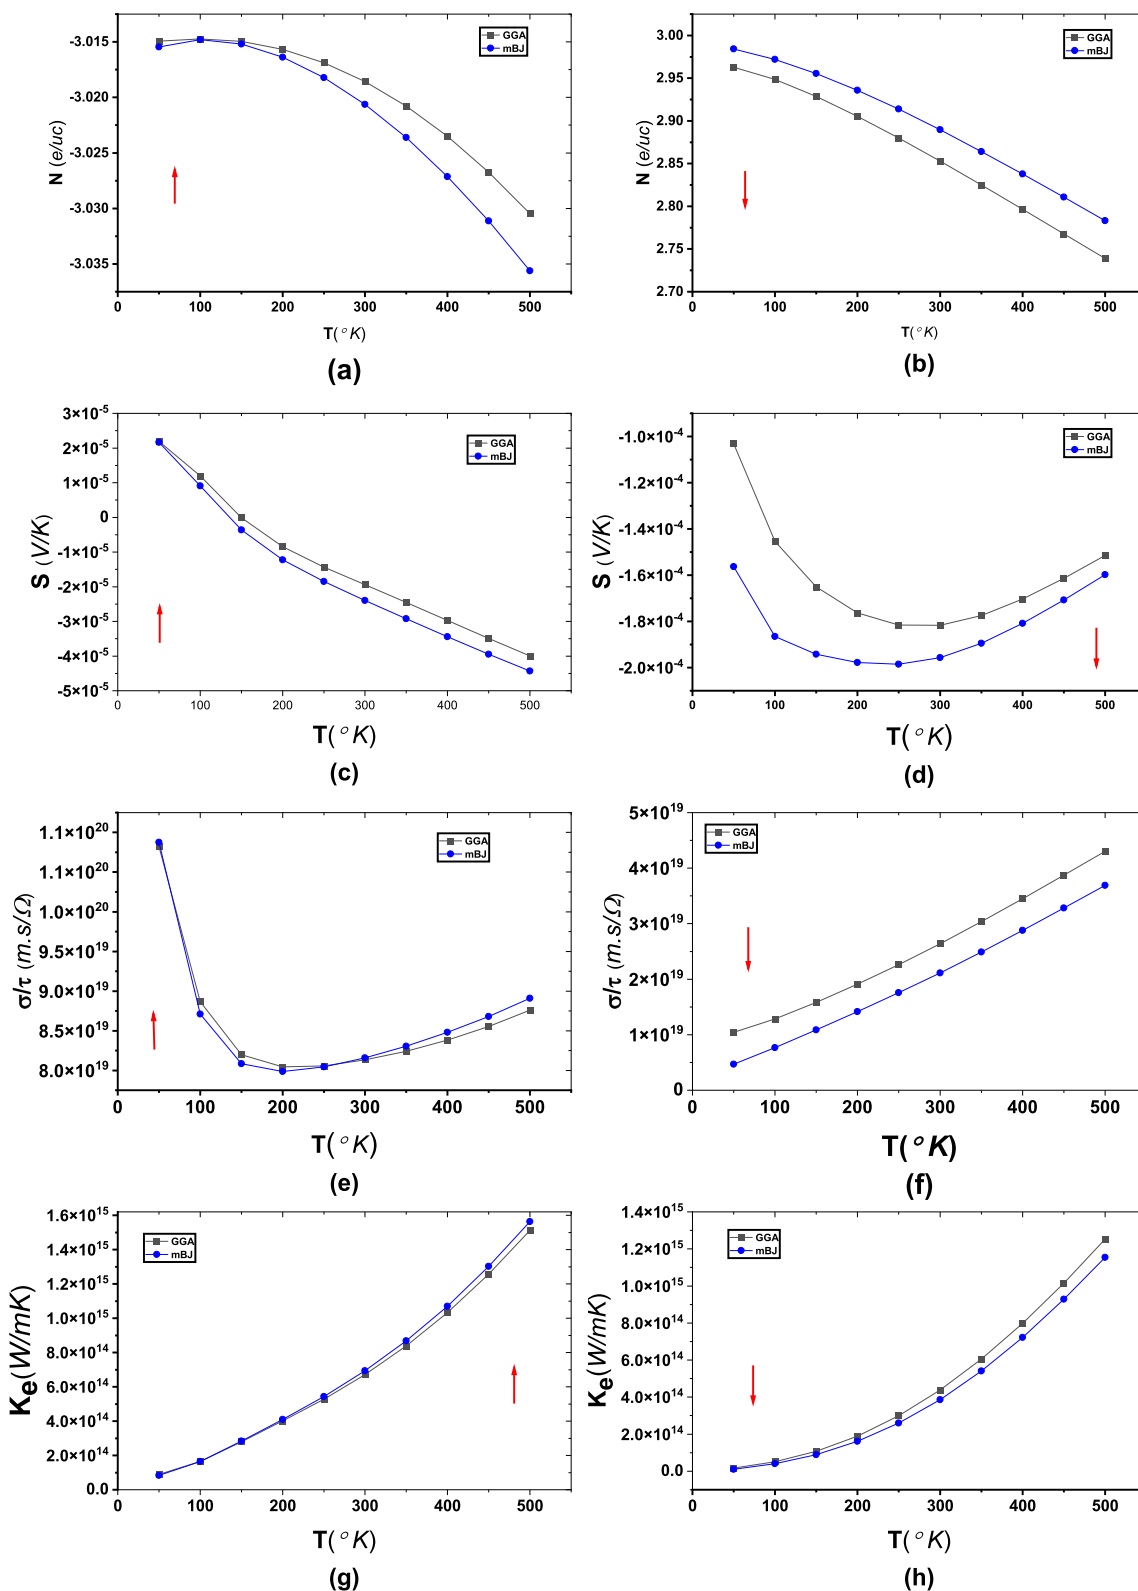 GGA
mBJ
-3.015
-3.020
-3.025
-3.030
-3.035
N (e/uc)
0 100 200 300 400 500
T(°K)
(a)
GGA
mBJ
3.00
2.95
2.90
2.85
2.80
2.75
2.70
N (e/uc)
0 100 200 300 400 500
T(°K)
(b)
GGA
mBJ
3×10⁻⁵
2×10⁻⁵
1×10⁻⁵
0
-1×10⁻⁵
-2×10⁻⁵
-3×10⁻⁵
-4×10⁻⁵
-5×10⁻⁵
S (V/K)
0 100 200 300 400 500
T(°K)
(c)
GGA
mBJ
-1.0×10⁻⁴
-1.2×10⁻⁴
-1.4×10⁻⁴
-1.6×10⁻⁴
-1.8×10⁻⁴
-2.0×10⁻⁴
S (V/K)
0 100 200 300 400 500
T(°K)
(d)
GGA
mBJ
1.1×10²⁰
1.0×10²⁰
1.0×10²⁰
9.5×10¹⁹
9.0×10¹⁹
8.5×10¹⁹
8.0×10¹⁹
σ/τ (m.s/Ω)
0 100 200 300 400 500
T(°K)
(e)
GGA
mBJ
5×10¹⁹
4×10¹⁹
3×10¹⁹
2×10¹⁹
1×10¹⁹
0
σ/τ (m.s/Ω)
0 100 200 300 400 500
T(°K)
(f)
GGA
mBJ
1.6×10¹⁵
1.4×10¹⁵
1.2×10¹⁵
1.0×10¹⁵
8.0×10¹⁴
6.0×10¹⁴
4.0×10¹⁴
2.0×10¹⁴
0.0
Ke(W/mK)
0 100 200 300 400 500
T(°K)
(g)
GGA
mBJ
1.4×10¹⁵
1.2×10¹⁵
1.0×10¹⁵
8.0×10¹⁴
6.0×10¹⁴
4.0×10¹⁴
2.0×10¹⁴
0.0
Ke(W/mK)
0 100 200 300 400 500
T(°K)
(h)